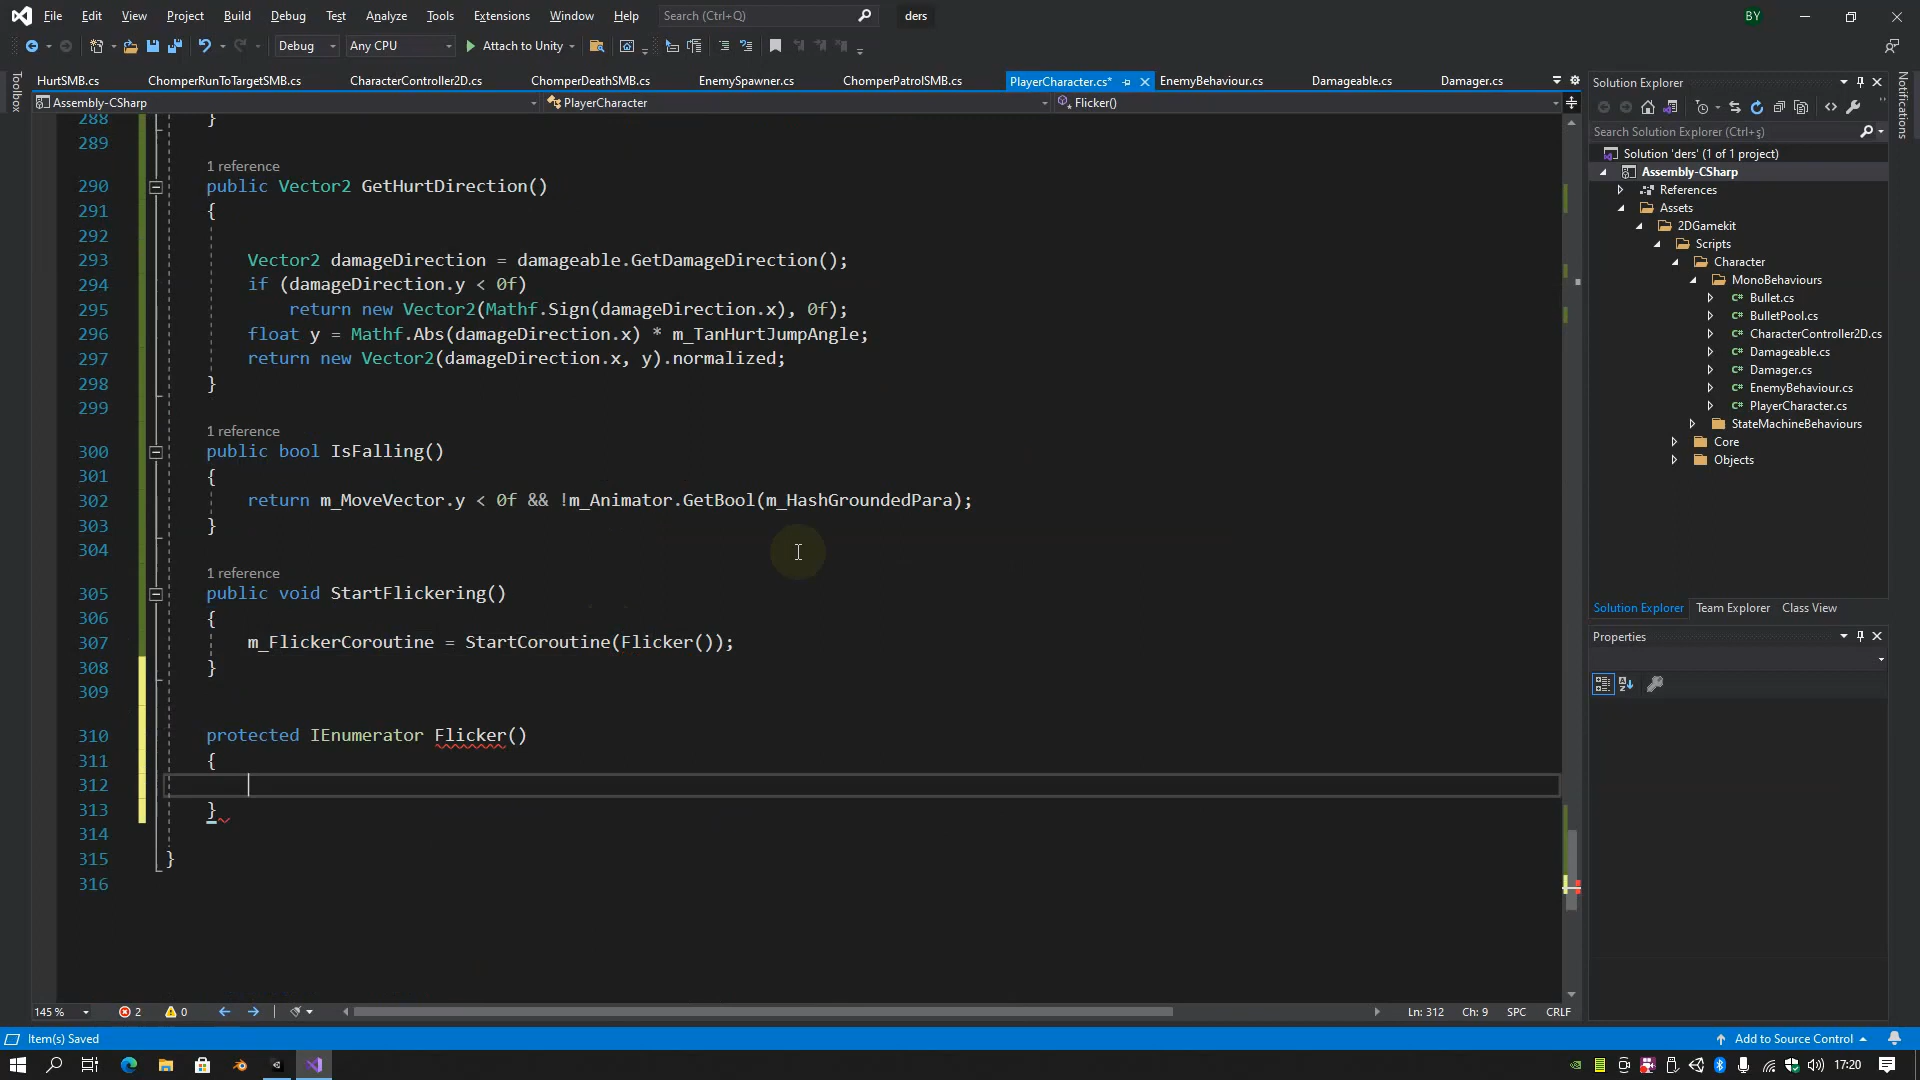 File Edit View Project Build Debug Test Analyze Tools Extensions Window Help Search (Ctrl+Q) ders BY
Debug Any CPU Attach to Unity
HurtSMB.cs ChomperRunToTargetSMB.cs CharacterController2D.cs ChomperDeathSMB.cs EnemySpawner.cs ChomperPatrolSMB.cs PlayerCharacter.cs* EnemyBehaviour.cs Damageable.cs Damager.cs
Toolbox
Assembly-CSharp PlayerCharacter Flicker()
288 }
289
1 reference
290 public Vector2 GetHurtDirection()
291 {
292
293 Vector2 damageDirection = damageable.GetDamageDirection();
294 if (damageDirection.y < 0f)
295 return new Vector2(Mathf.Sign(damageDirection.x), 0f);
296 float y = Mathf.Abs(damageDirection.x) * m_TanHurtJumpAngle;
297 return new Vector2(damageDirection.x, y).normalized;
298 }
299
1 reference
300 public bool IsFalling()
301 {
302 return m_MoveVector.y < 0f && !m_Animator.GetBool(m_HashGroundedPara);
303 }
304
1 reference
305 public void StartFlickering()
306 {
307 m_FlickerCoroutine = StartCoroutine(Flicker());
308 }
309
310 protected IEnumerator Flicker()
311 {
312
313 }
314
315 }
316
145 % 2 0 Ln: 312 Ch: 9 SPC CRLF
Solution Explorer
Search Solution Explorer (Ctrl+ş)
Solution 'ders' (1 of 1 project)
Assembly-CSharp
References
Assets
2DGamekit
Scripts
Character
MonoBehaviours
C# Bullet.cs
C# BulletPool.cs
C# CharacterController2D.cs
C# Damageable.cs
C# Damager.cs
C# EnemyBehaviour.cs
C# PlayerCharacter.cs
StateMachineBehaviours
Core
Objects
Solution Explorer Team Explorer Class View
Properties
Notifications
Item(s) Saved Add to Source Control
17:20